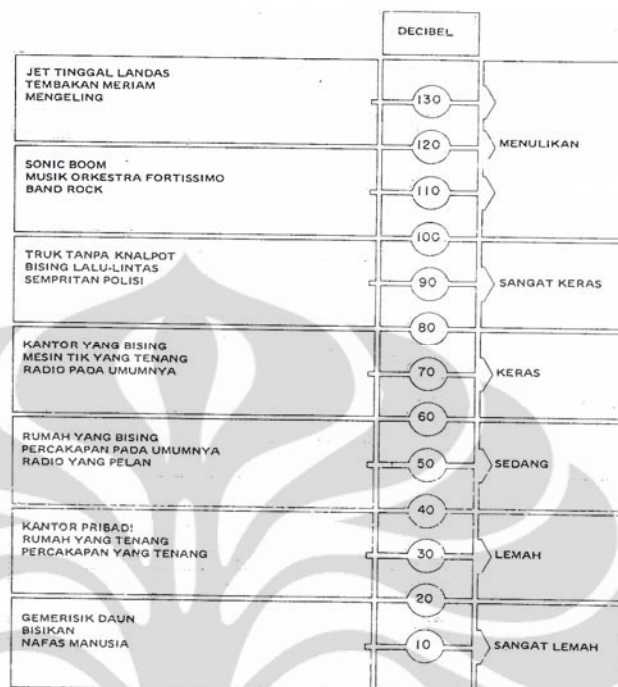 DECIBEL
JET TINGGAL LANDAS
TEMBAKAN MERIAM
MENGELING
130
120
MENULIKAN
SONIC BOOM
MUSIK ORKESTRA FORTISSIMO
BAND ROCK
110
100
TRUK TANPA KNALPOT
BISING LALU-LINTAS
SEMPRITAN POLISI
90
SANGAT KERAS
80
KANTOR YANG BISING
MESIN TIK YANG TENANG
RADIO PADA UMUMNYA
70
KERAS
60
RUMAH YANG BISING
PERCAKAPAN PADA UMUMNYA
RADIO YANG PELAN
50
SEDANG
40
KANTOR PRIBADI
RUMAH YANG TENANG
PERCAKAPAN YANG TENANG
30
LEMAH
20
GEMERISIK DAUN
BISIKAN
NAFAS MANUSIA
10
SANGAT LEMAH